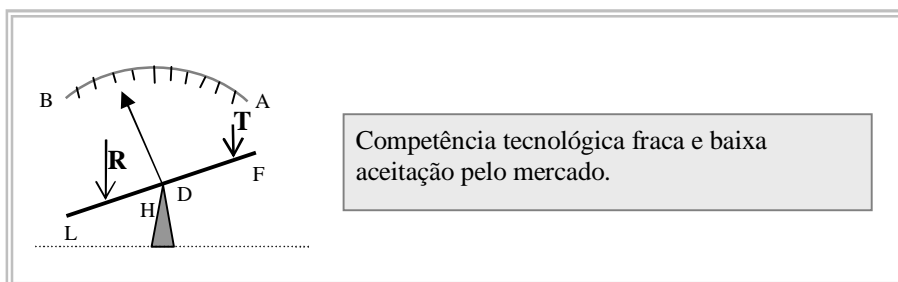 B
A
T
R
F
D
H
L
Competência tecnológica fraca e baixa
aceitação pelo mercado.